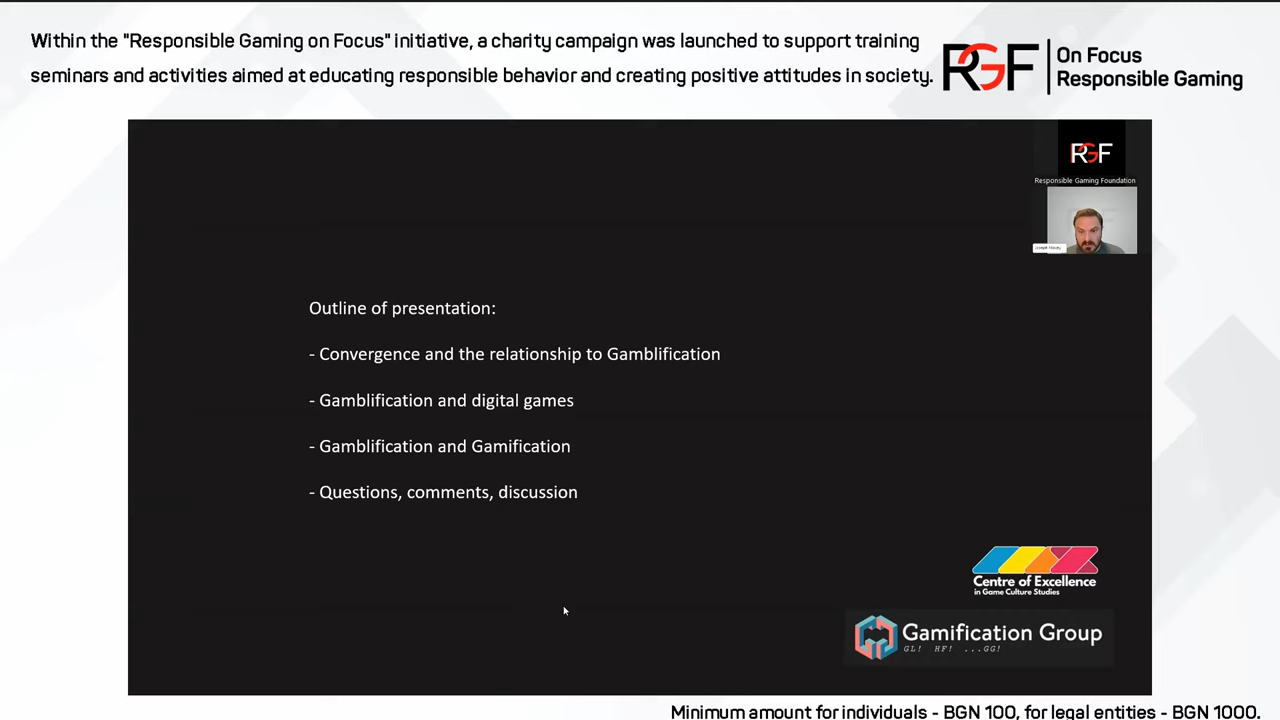 Within the "Responsible Gaming on Focus" initiative, a charity campaign was launched to support training
seminars and activities aimed at educating responsible behavior and creating positive attitudes in society.
RGF
On Focus
Responsible Gaming
RGF
Responsible Gaming Foundation
Outline of presentation:
- Convergence and the relationship to Gamblification
- Gamblification and digital games
- Gamblification and Gamification
- Questions, comments, discussion
Centre of Excellence
in Game Culture Studies
Gamification Group
GL! HF! ...GG!
Minimum amount for individuals - BGN 100, for legal entities - BGN 1000.